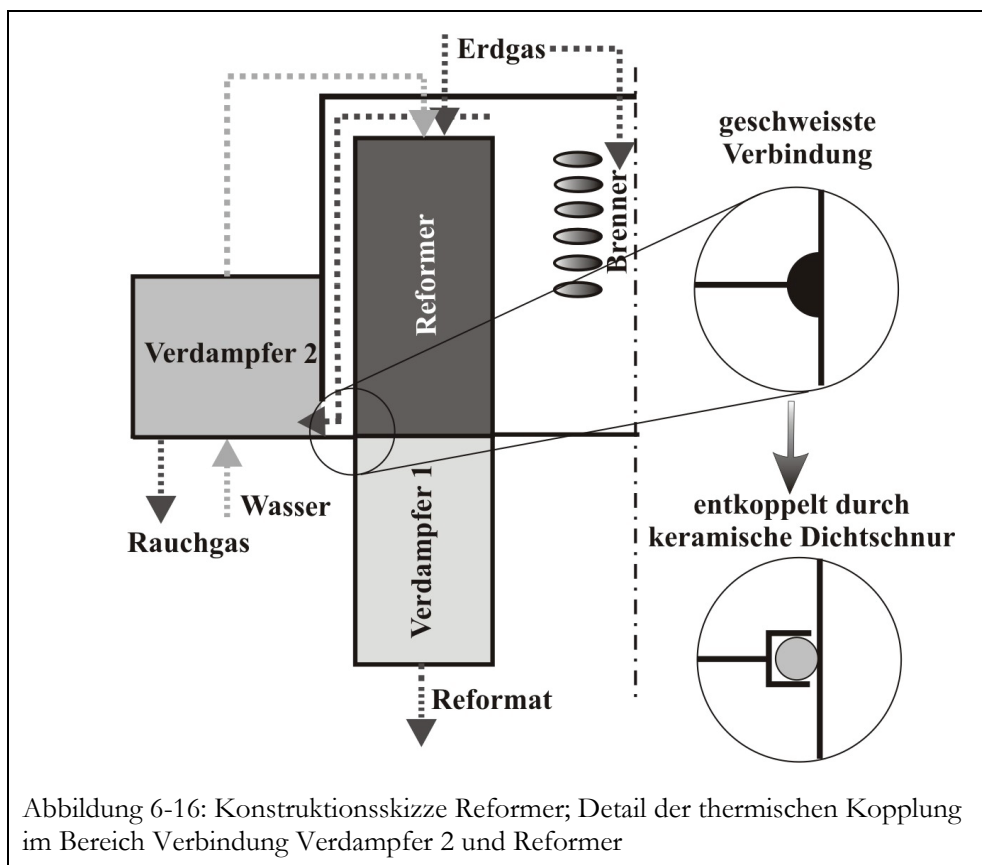 Erdgas
geschweisste
Verbindung
Brenner
Reformer
Verdampfer 2
Verdampfer 1
Wasser
Rauchgas
entkoppelt durch
keramische Dichtschnur
Reformat
Abbildung 6-16: Konstruktionsskizze Reformer; Detail der thermischen Kopplung
im Bereich Verbindung Verdampfer 2 und Reformer